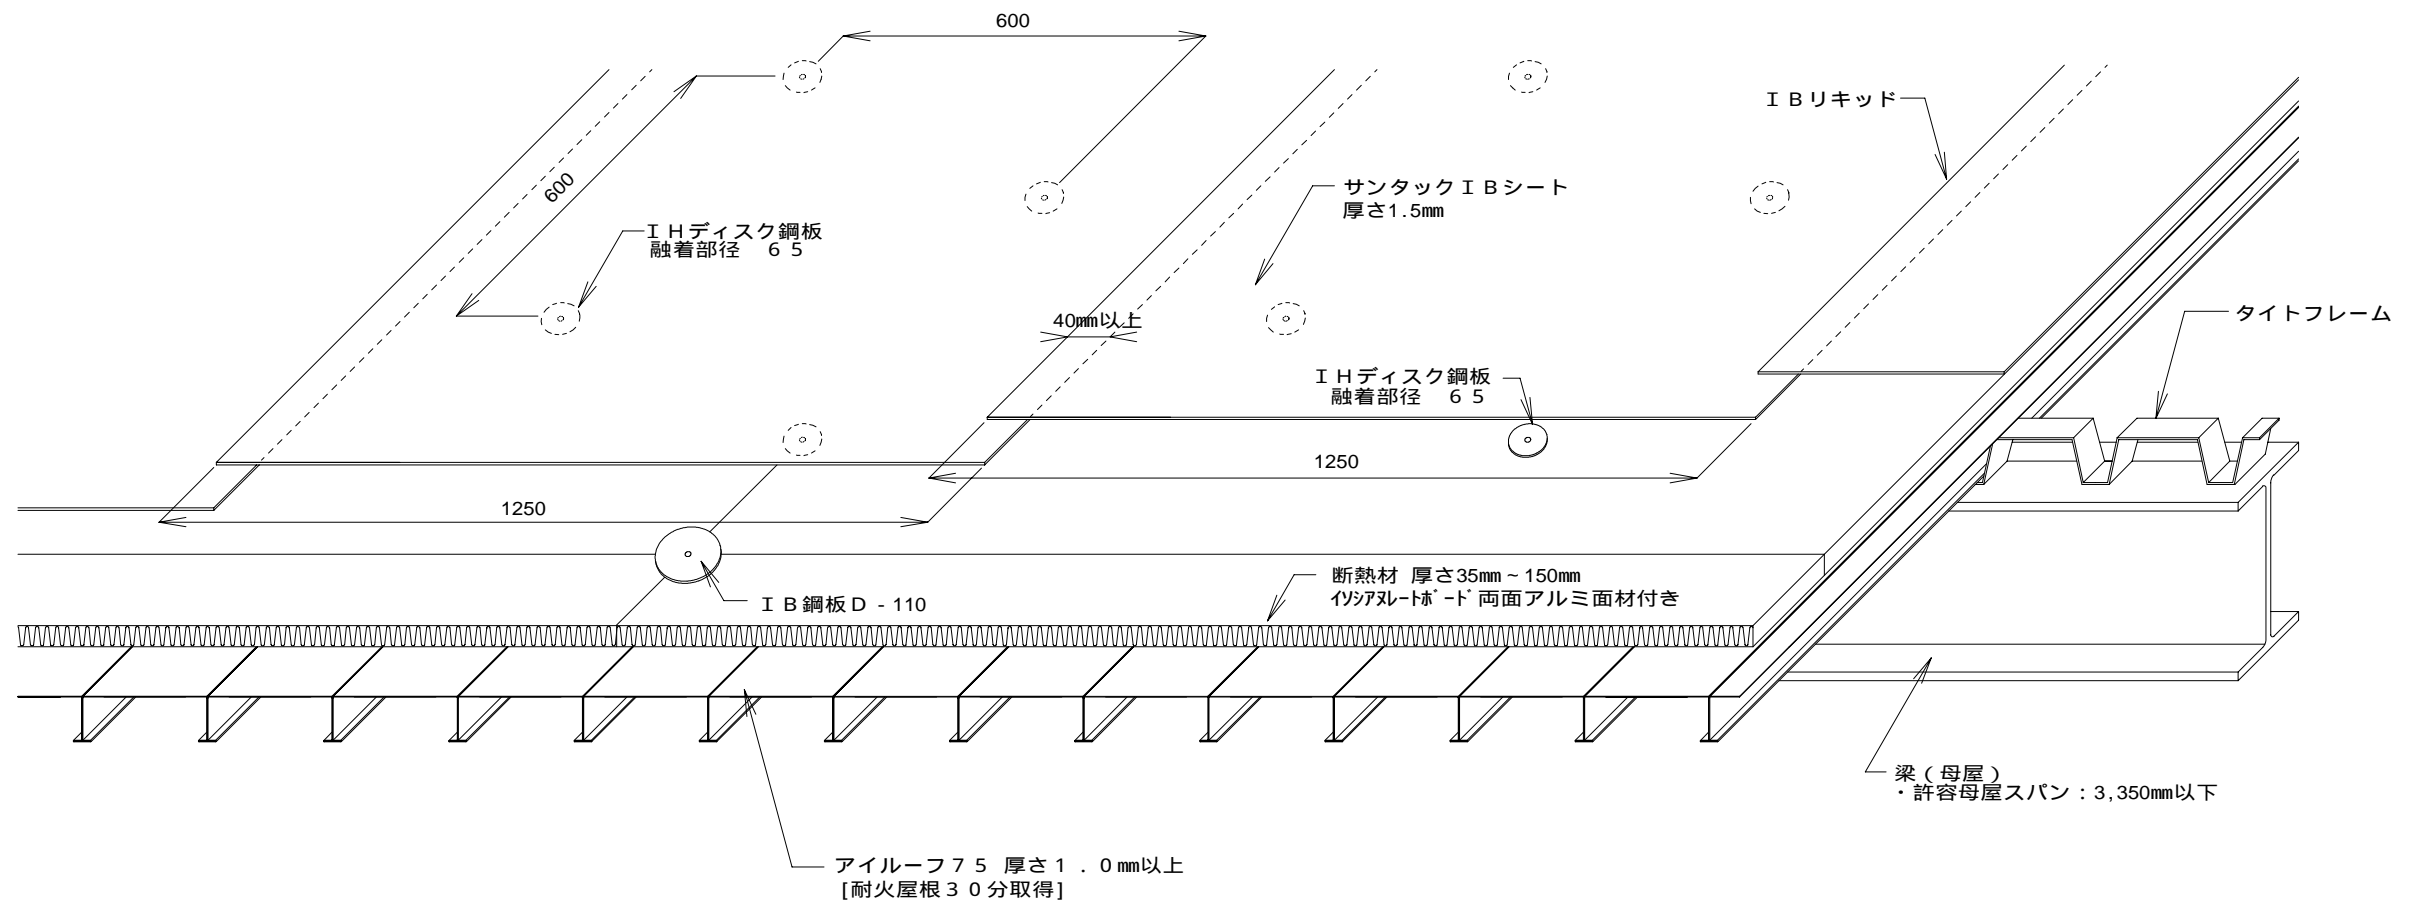 600
ＩＢリキッド
600
サンタックＩＢシート
厚さ1.5mm
ＩＨディスク鋼板
融着部径　６５
40mm以上
タイトフレーム
ＩＨディスク鋼板
融着部径　６５
1250
1250
断熱材 厚さ35mm~150mm
ｲｿｼｱﾇﾚｰﾄﾎﾞｰﾄﾞ両面アルミ面材付き
ＩＢ鋼板Ｄ-110
梁（母屋）
・許容母屋スパン：3,350mm以下
アイルーフ７５ 厚さ１．０mm以上
[耐火屋根３０分取得]